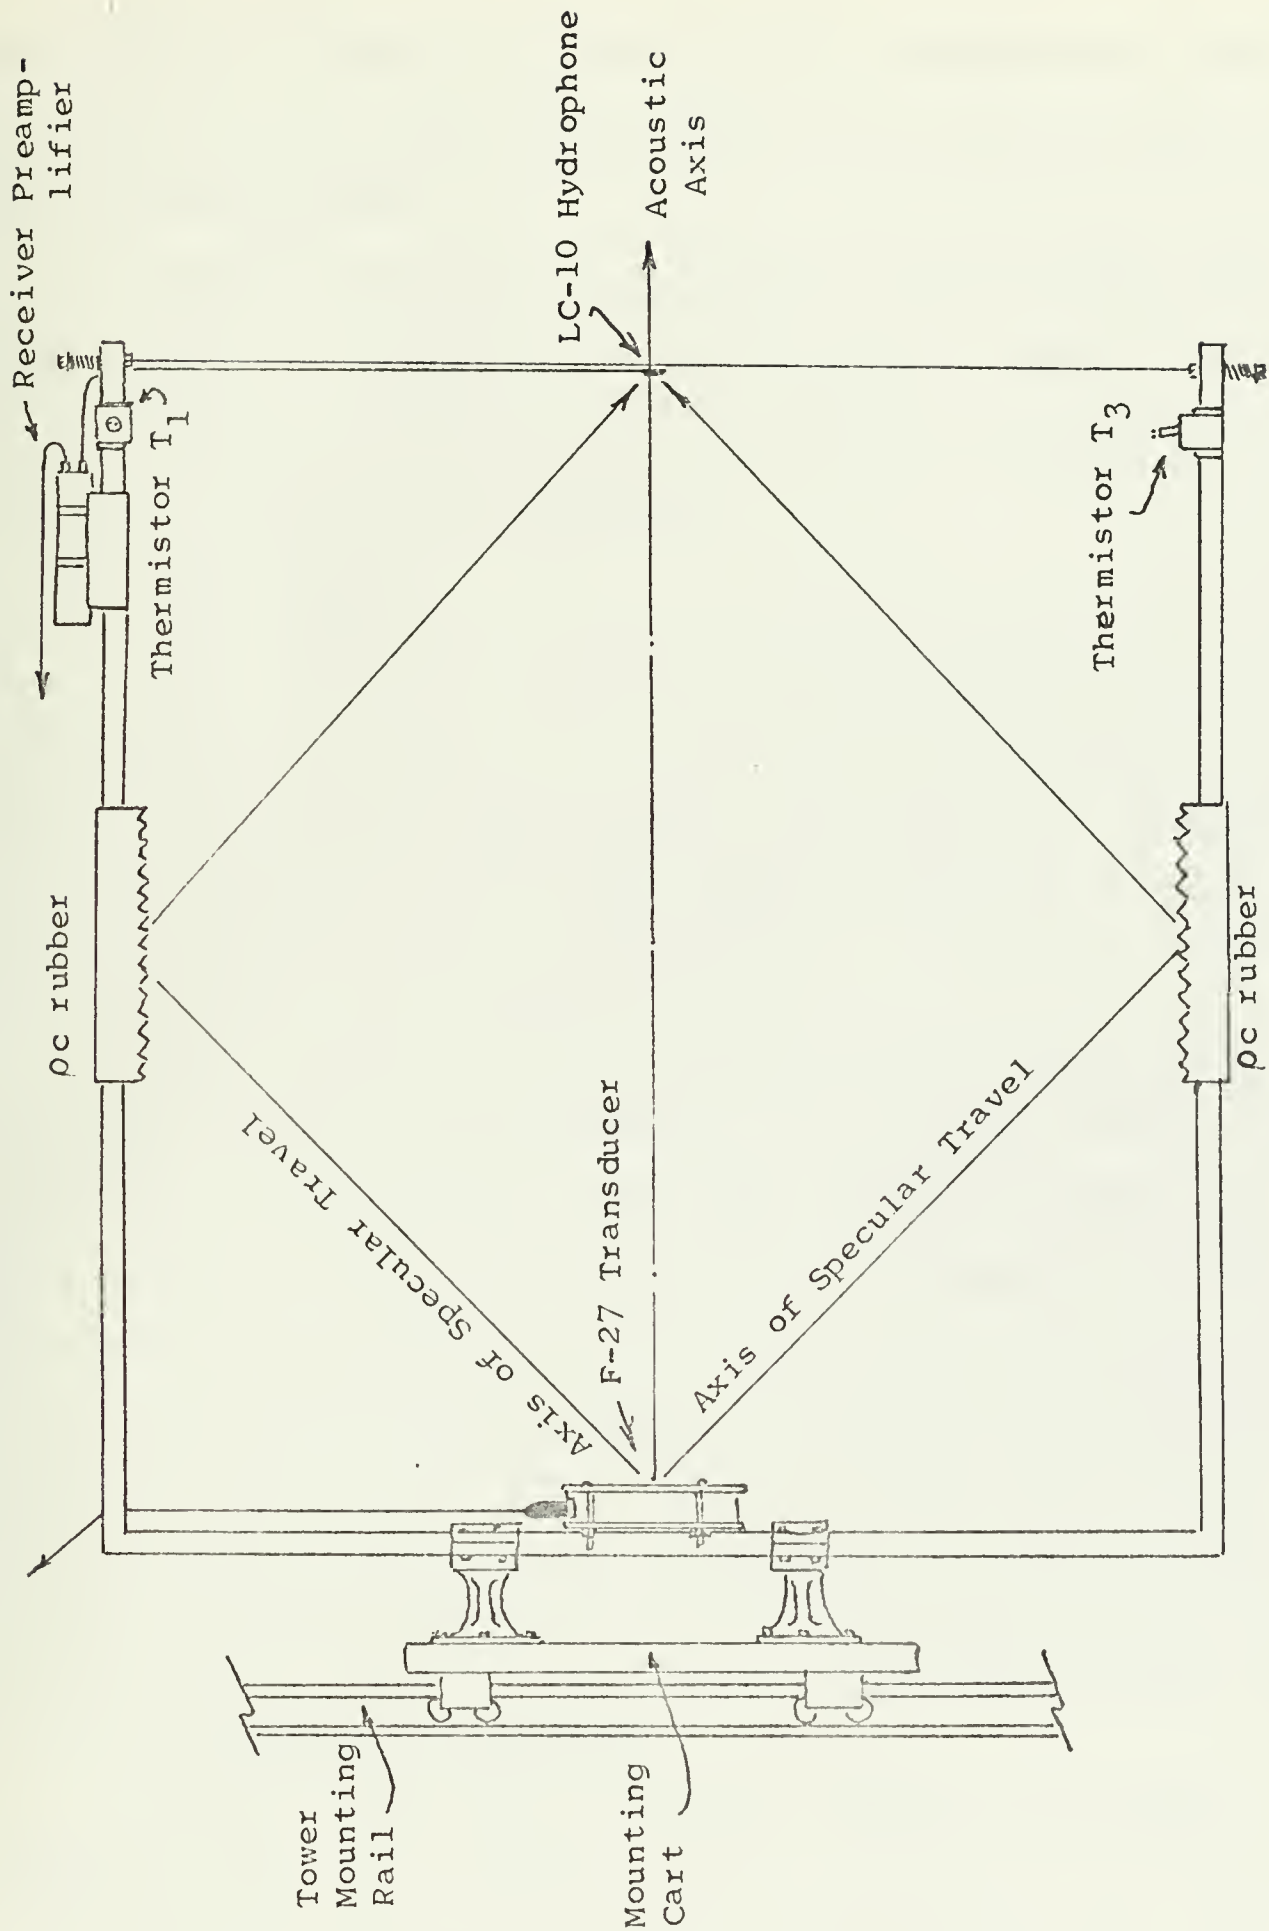 Receiver Preamp-
lifier
Thermistor T1
ρc rubber
LC-10 Hydrophone
Acoustic
Axis
Axis of Specular Travel
F-27 Transducer
Axis of Specular Travel
Thermistor T3
ρc rubber
Tower
Mounting
Rail
Mounting
Cart